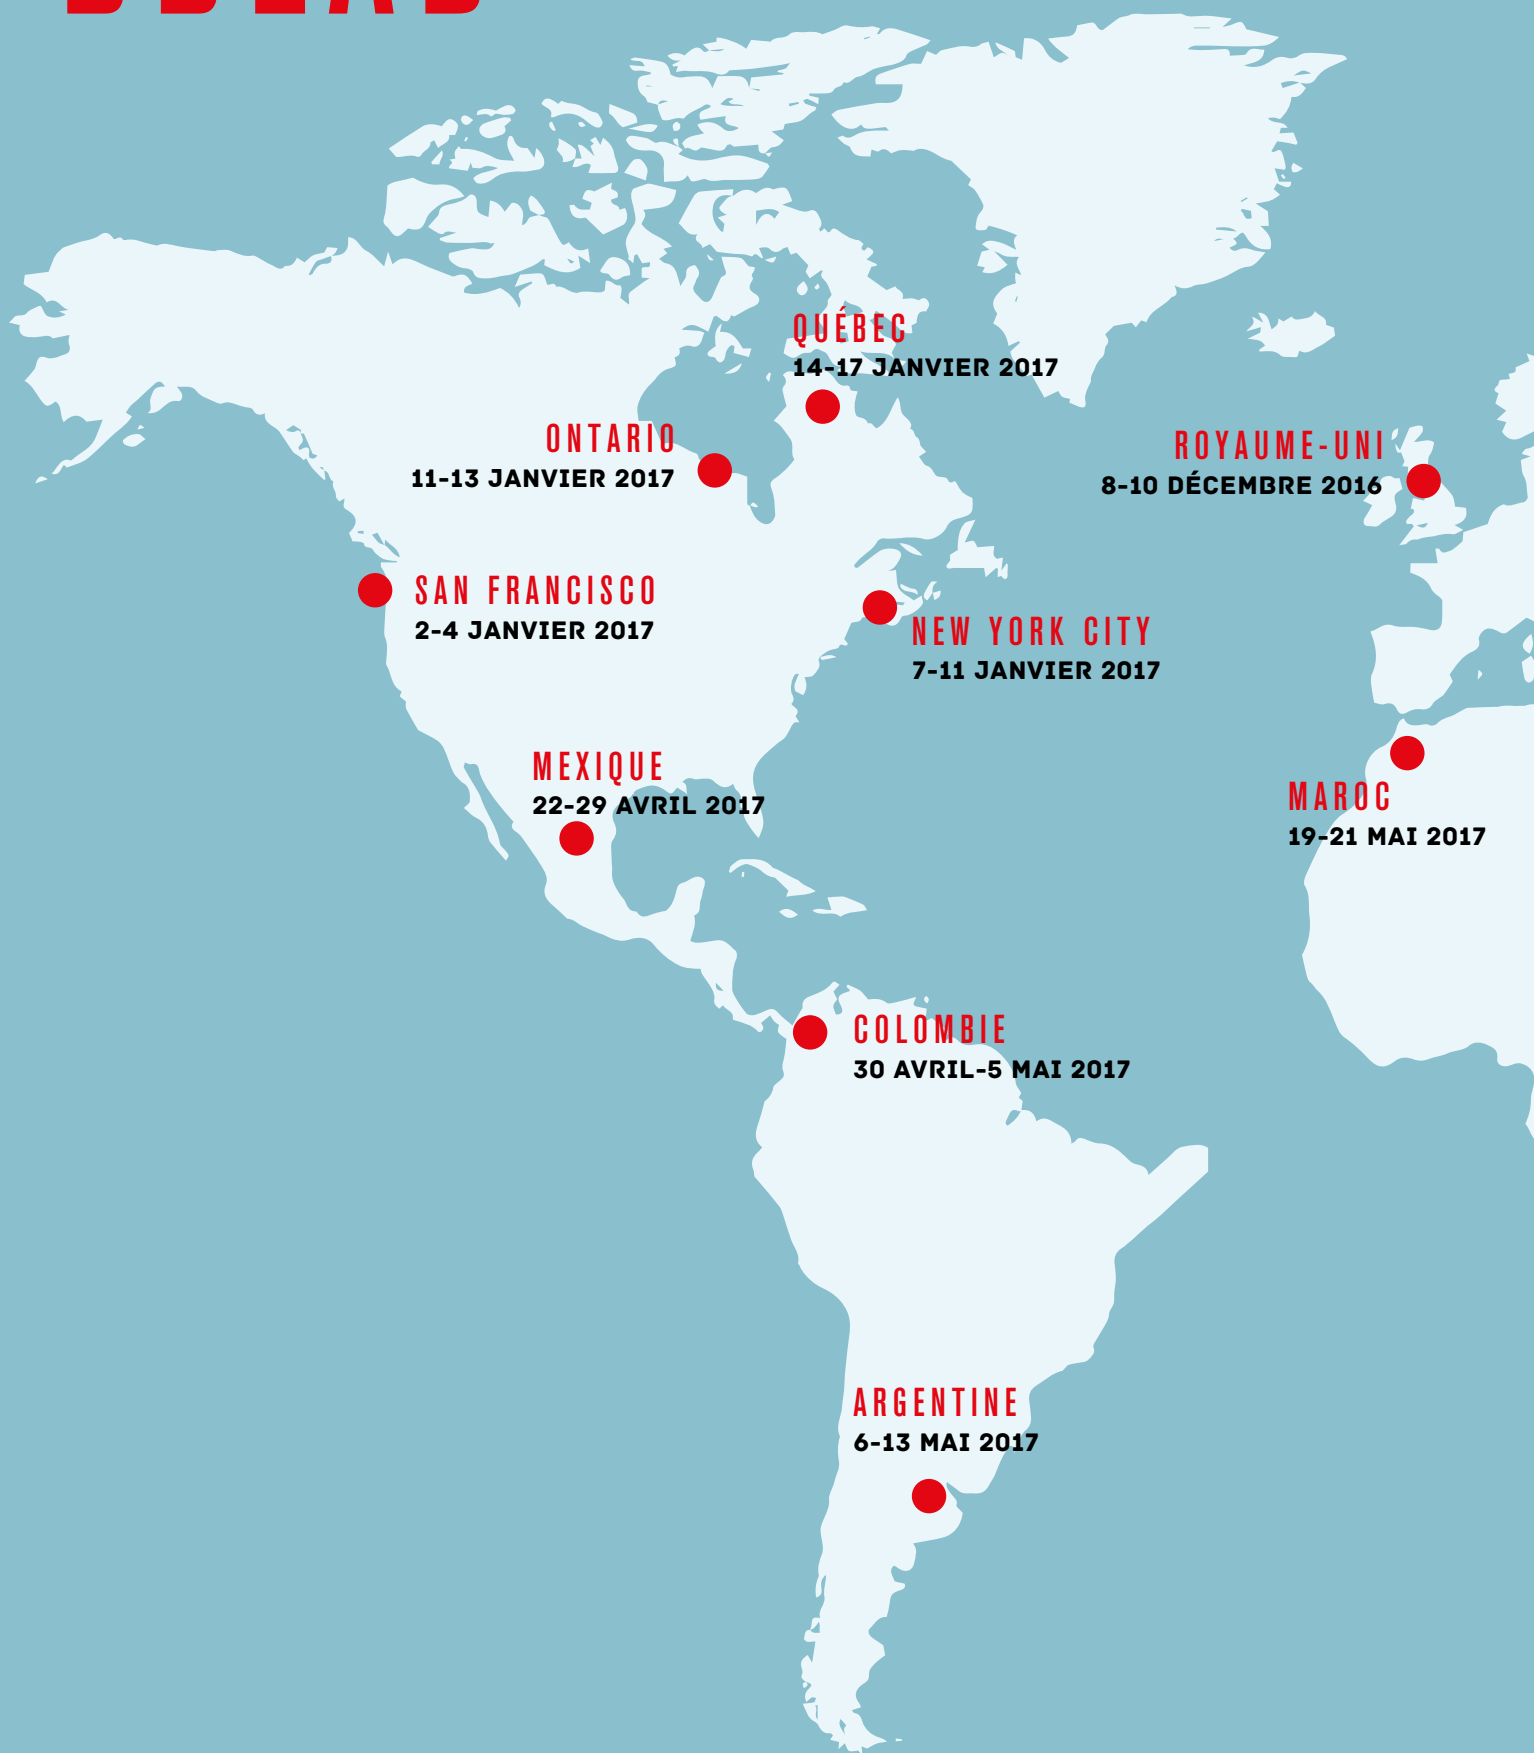 QUÉBEC
14-17 JANVIER 2017
ONTARIO
11-13 JANVIER 2017
ROYAUME-UNI
8-10 DÉCEMBRE 2016
SAN FRANCISCO
2-4 JANVIER 2017
NEW YORK CITY
7-11 JANVIER 2017
MEXIQUE
22-29 AVRIL 2017
MAROC
19-21 MAI 2017
COLOMBIE
30 AVRIL-5 MAI 2017
ARGENTINE
6-13 MAI 2017